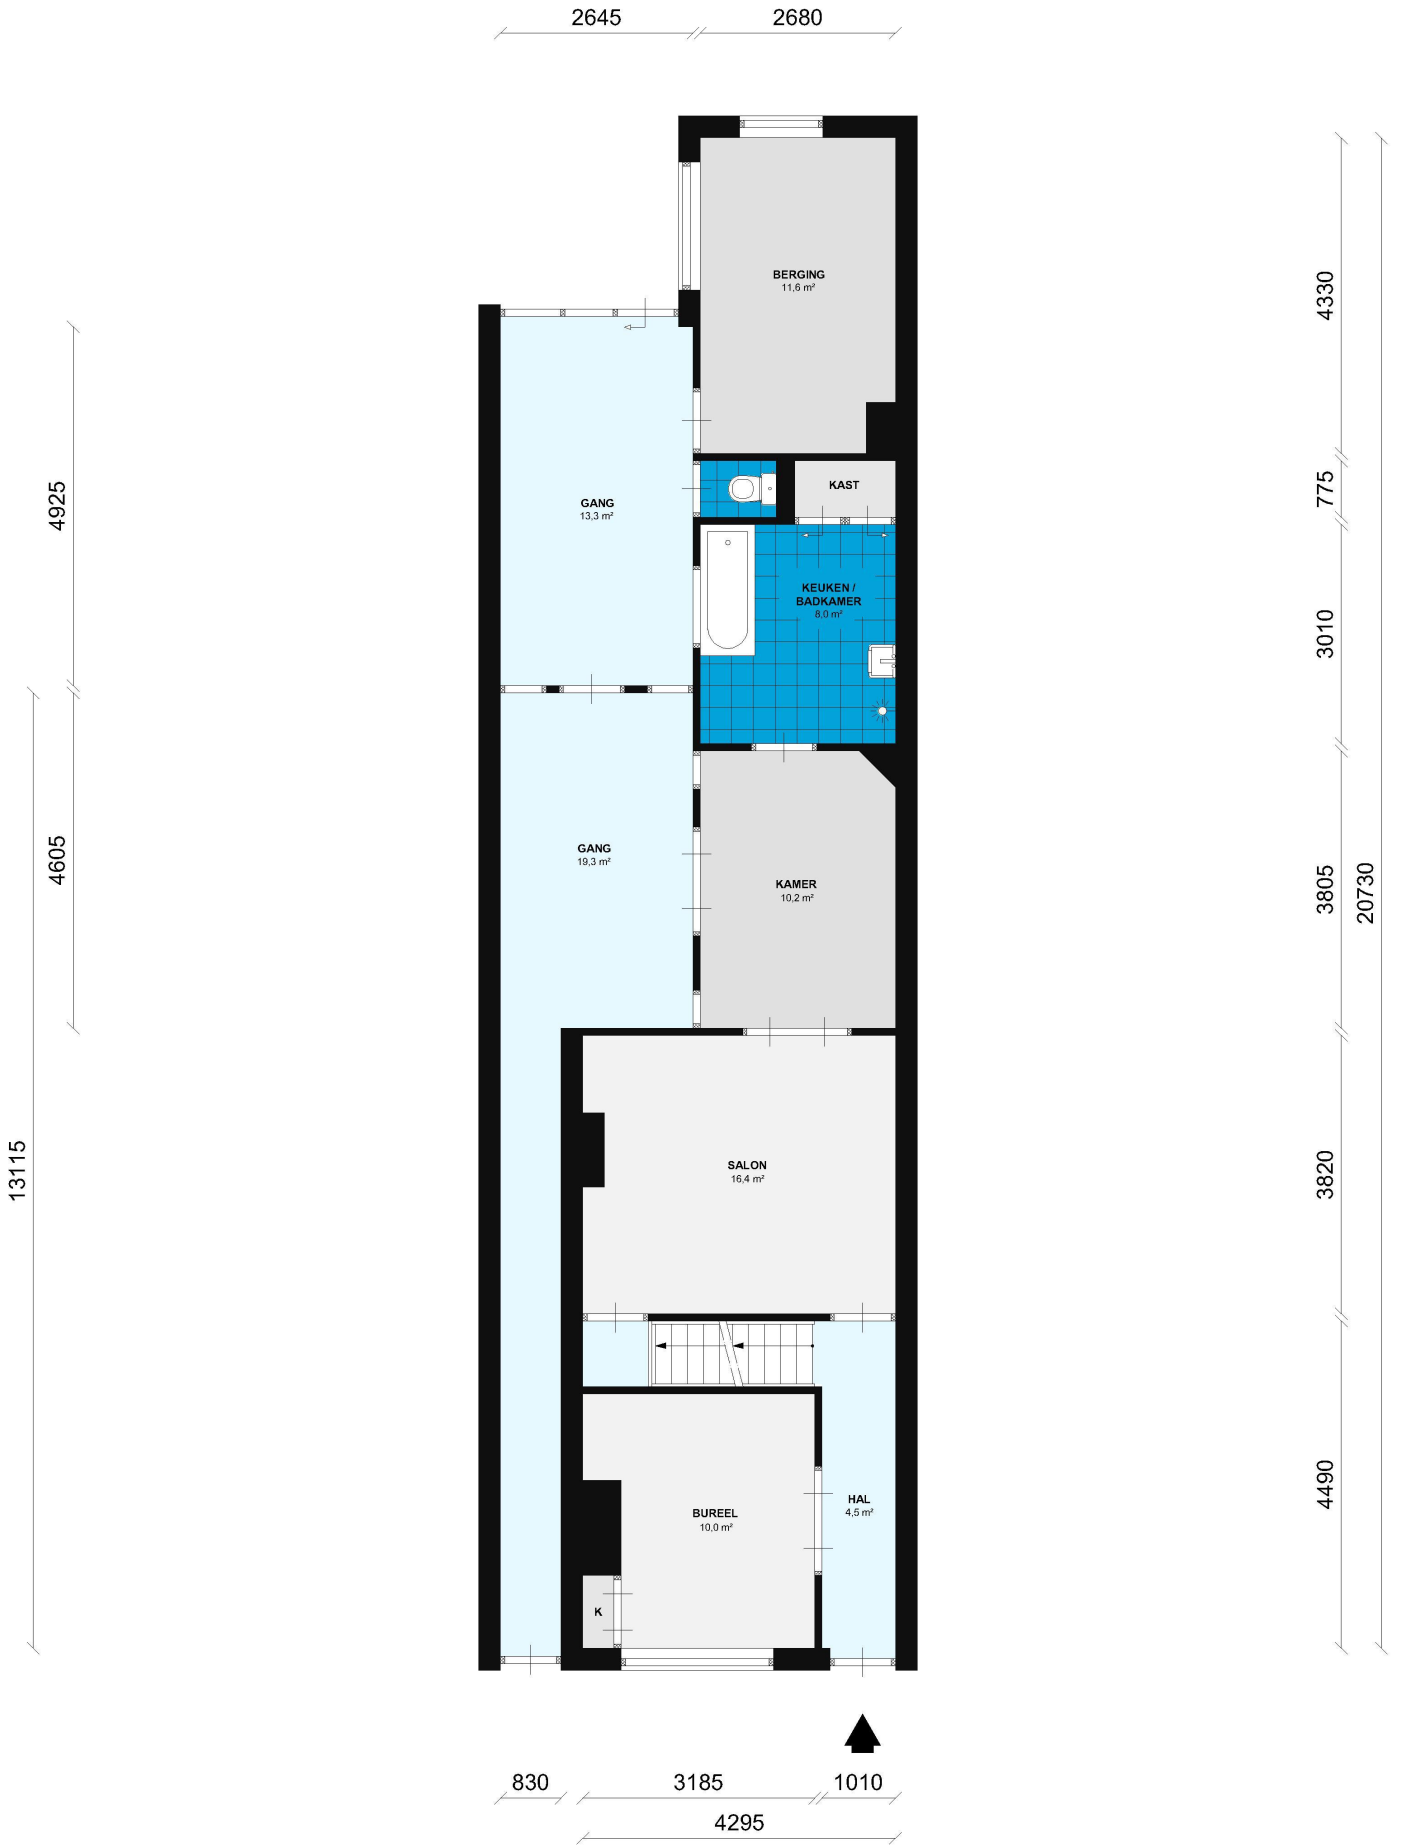 2645
2680
BERGING
11,6 m²
4330
GANG
13,3 m²
4925
KAST
775
KEUKEN /
BADKAMER
8,0 m²
3010
GANG
19,3 m²
4605
KAMER
10,2 m²
3805
20730
SALON
16,4 m²
13115
3820
BUREEL
10,0 m²
HAL
4,5 m²
4490
K
830
3185
1010
4295